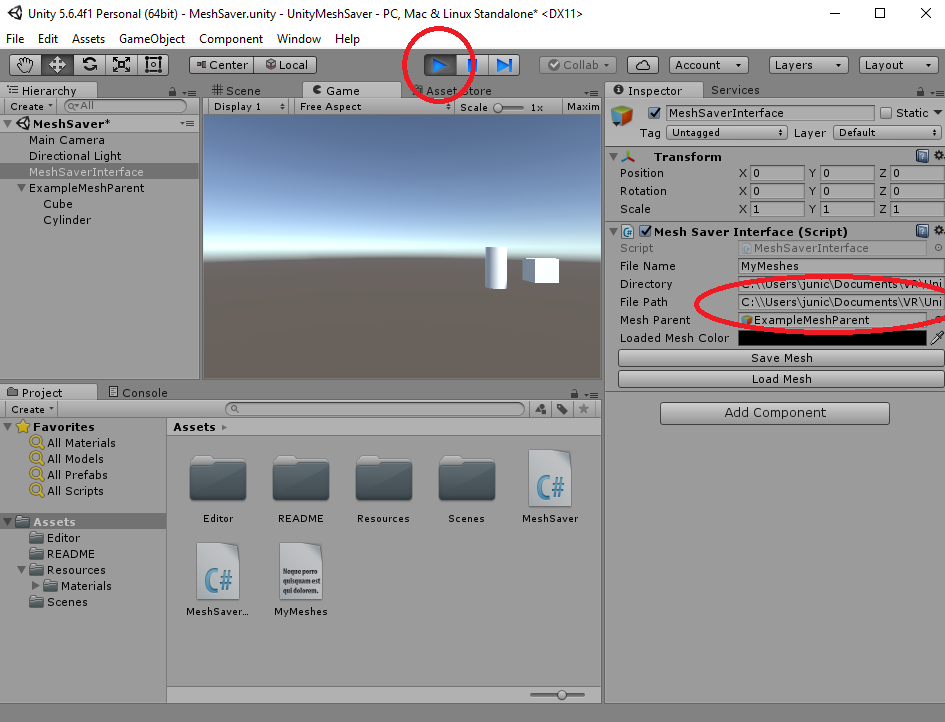 Unity 5.6.4f1 Personal (64bit) - MeshSaver.unity - UnityMeshSaver - PC, Mac & Linux Standalone* <DX11>
File Edit Assets GameObject Component Window Help
Center Local Collab Account Layers Layout
Hierarchy
Create All
MeshSaver*
Main Camera
Directional Light
MeshSaverInterface
ExampleMeshParent
Cube
Cylinder
Scene Game Asset Store
Display 1 Free Aspect Scale 1x Maxim
Inspector Services
MeshSaverInterface Static
Tag Untagged Layer Default
Transform
Position X 0 Y 0 Z 0
Rotation X 0 Y 0 Z 0
Scale X 1 Y 1 Z 1
C# Mesh Saver Interface (Script)
Script MeshSaverInterface
File Name MyMeshes
Directory C:\\Users\junic\Documents\VR\Uni
File Path C:\\Users\junic\Documents\VR\Uni
Mesh Parent ExampleMeshParent
Loaded Mesh Color
Save Mesh
Load Mesh
Add Component
Project Console
Create
Favorites
All Materials
All Models
All Prefabs
All Scripts
Assets
Editor
README
Resources
Materials
Scenes
Assets
C#
Editor README Resources Scenes MeshSaver
C#
Neque porro
quisquam est
qui dolorem.
MeshSaver... MyMeshes